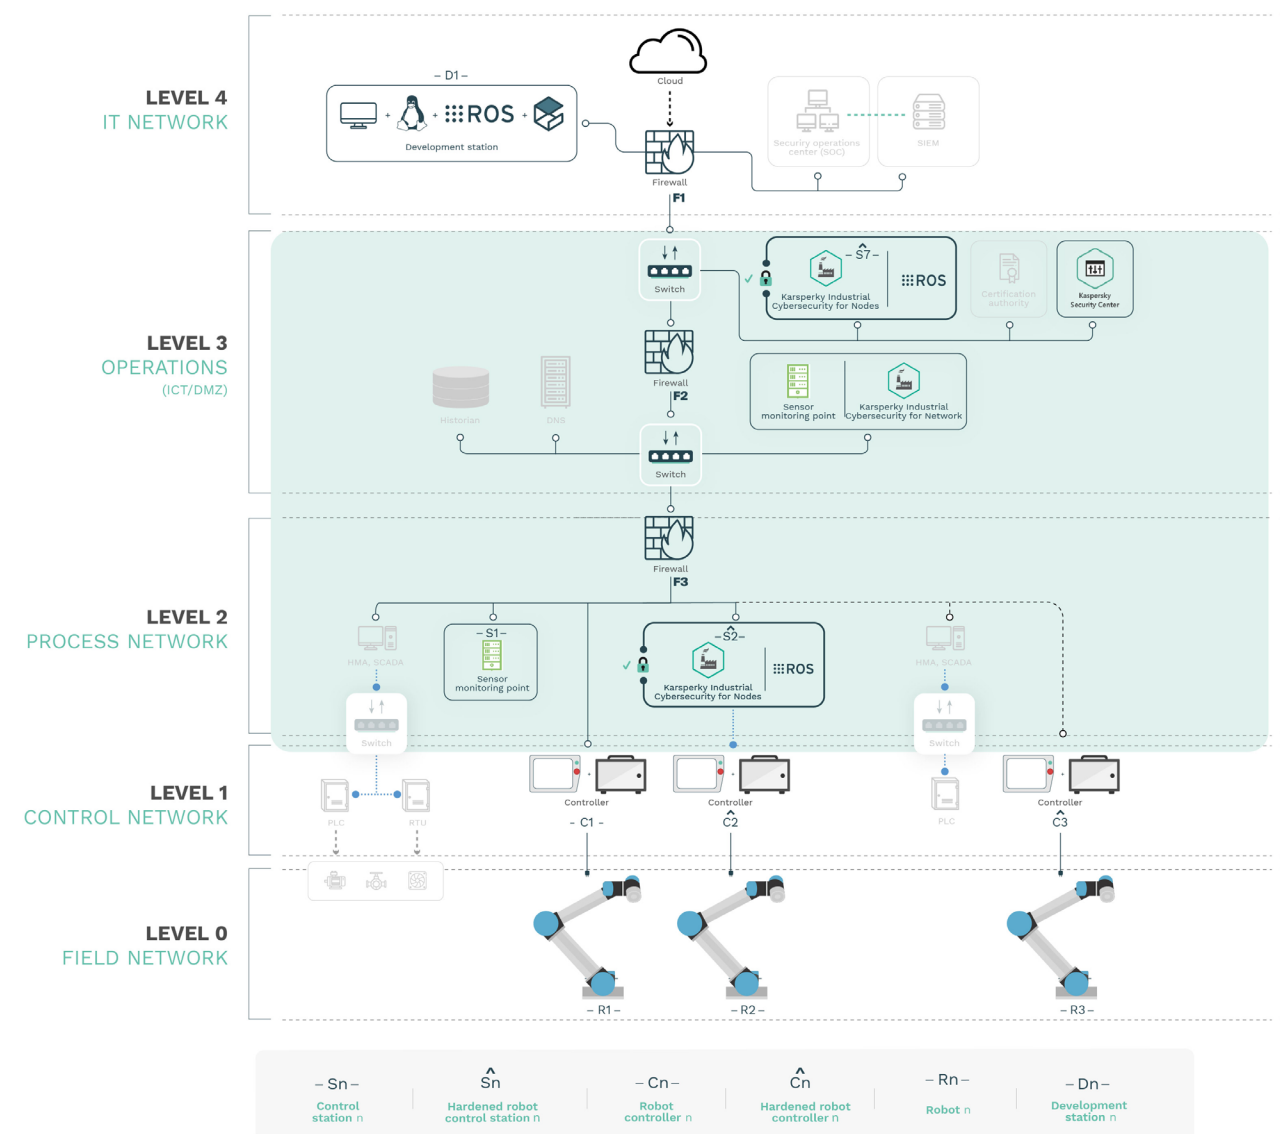 LEVEL 4
IT NETWORK
– D1 –
ROS
Development station
Cloud
Firewall
F1
Security operations
center (SOC)
SIEM
LEVEL 3
OPERATIONS
(ICT/DMZ)
Switch
– Ŝ7 –
Karsperky Industrial
Cybersecurity for Nodes
ROS
Certification
authority
Kaspersky
Security Center
Firewall
F2
Historian
DNS
Sensor
monitoring point
Karsperky Industrial
Cybersecurity for Network
Switch
LEVEL 2
PROCESS NETWORK
Firewall
F3
HMA, SCADA
– S1 –
Sensor
monitoring point
– Ŝ2 –
Karsperky Industrial
Cybersecurity for Nodes
ROS
HMA, SCADA
Switch
Switch
LEVEL 1
CONTROL NETWORK
PLC
RTU
Controller
- C1 -
Controller
Ĉ2
PLC
Controller
Ĉ3
LEVEL 0
FIELD NETWORK
– R1 –
– R2 –
– R3 –
– Sn –
Control
station n
Ŝn
Hardened robot
control station n
– Cn –
Robot
controller n
Ĉn
Hardened robot
controller n
– Rn –
Robot n
– Dn –
Development
station n